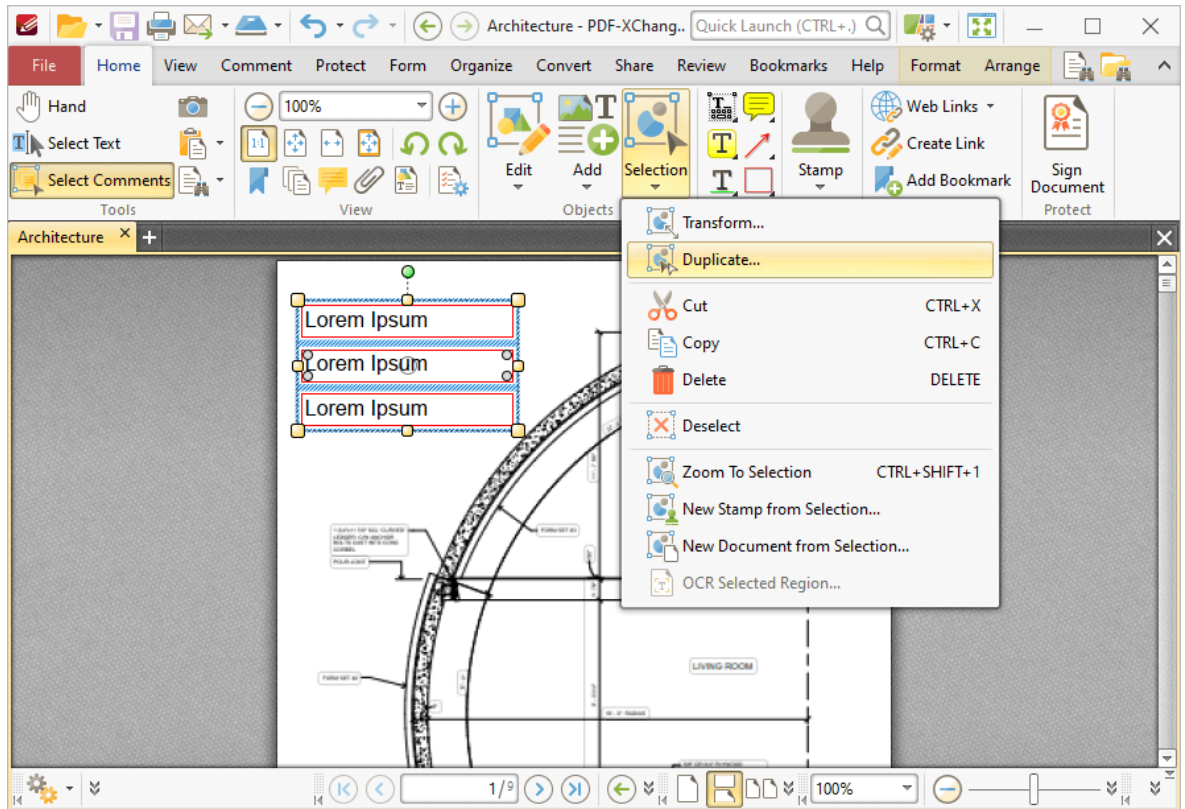 Architecture - PDF-XChang..
Quick Launch (CTRL+.)
File Home View Comment Protect Form Organize Convert Share Review Bookmarks Help Format Arrange
Hand
100%
Web Links
1:1
Select Text
Create Link
Select Comments
Edit
Add
Selection
Stamp
Add Bookmark
Sign
Document
Tools
View
Objects
Protect
Architecture
Transform...
Duplicate...
Cut CTRL+X
Copy CTRL+C
Delete DELETE
Deselect
Zoom To Selection CTRL+SHIFT+1
New Stamp from Selection...
New Document from Selection...
OCR Selected Region...
Lorem Ipsum
Lorem Ipsum
Lorem Ipsum
POUR JOINT
LIVING ROOM
1/9
100%